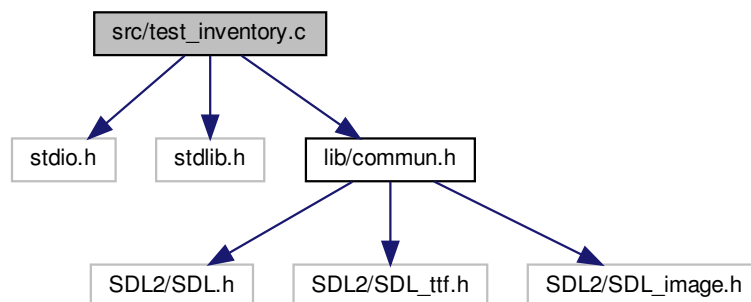 src/test_inventory.c
stdio.h
stdlib.h
lib/commun.h
SDL2/SDL.h
SDL2/SDL_ttf.h
SDL2/SDL_image.h